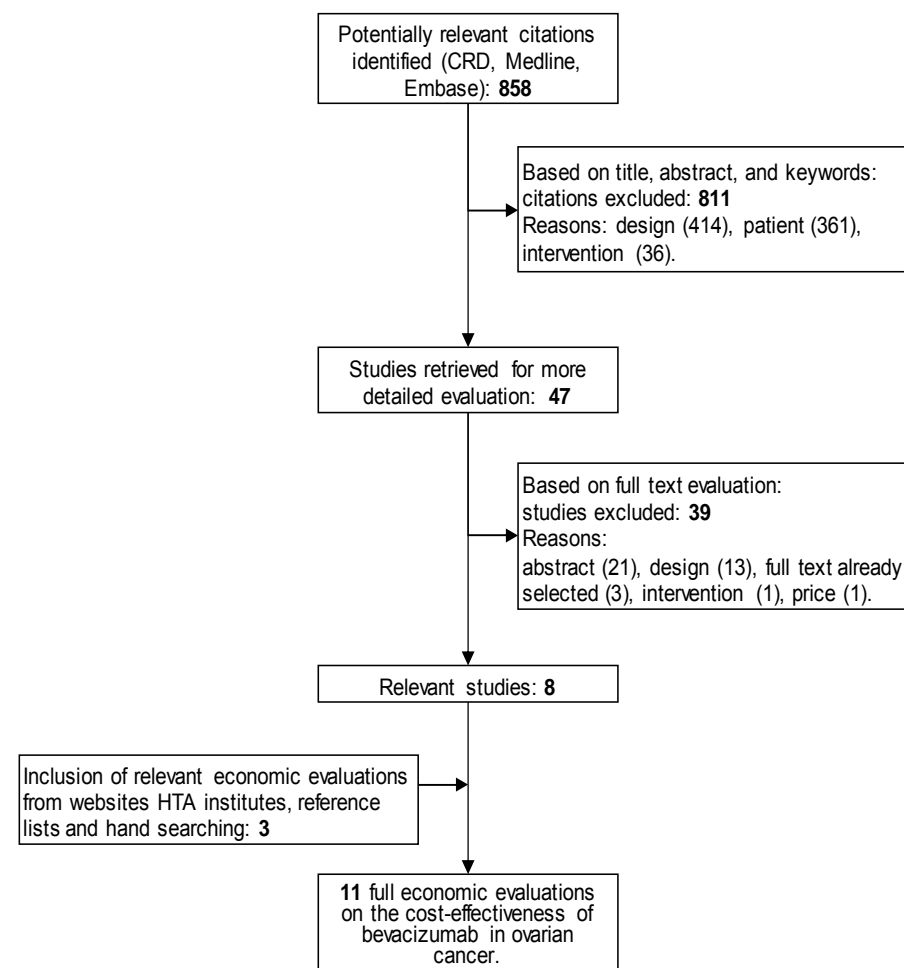 Potentially relevant citations
identified (CRD, Medline,
Embase): 858
Based on title, abstract, and keywords:
citations excluded: 811
Reasons: design (414), patient (361),
intervention (36).
Studies retrieved for more
detailed evaluation: 47
Based on full text evaluation:
studies excluded: 39
Reasons:
abstract (21), design (13), full text already
selected (3), intervention (1), price (1).
Relevant studies: 8
Inclusion of relevant economic evaluations
from websites HTA institutes, reference
lists and hand searching: 3
11 full economic evaluations
on the cost-effectiveness of
bevacizumab in ovarian
cancer.